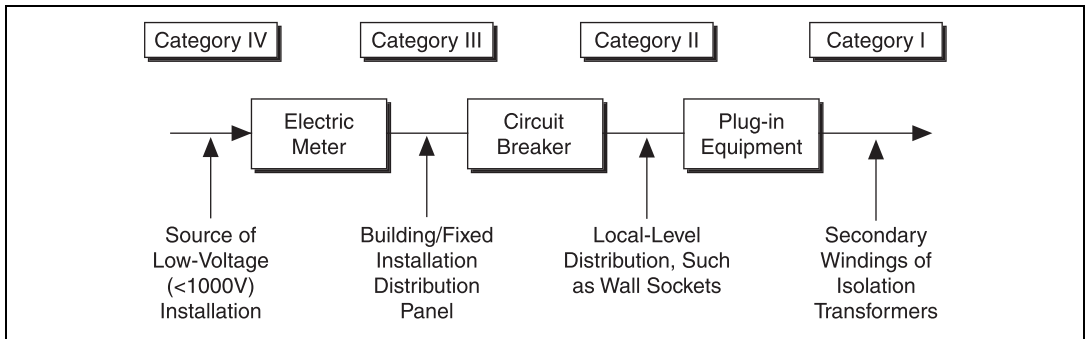 Category IV
Category III
Category II
Category I
Electric
Meter
Circuit
Breaker
Plug-in
Equipment
Source of
Low-Voltage
(<1000V)
Installation
Building/Fixed
Installation
Distribution
Panel
Local-Level
Distribution, Such
as Wall Sockets
Secondary
Windings of
Isolation
Transformers